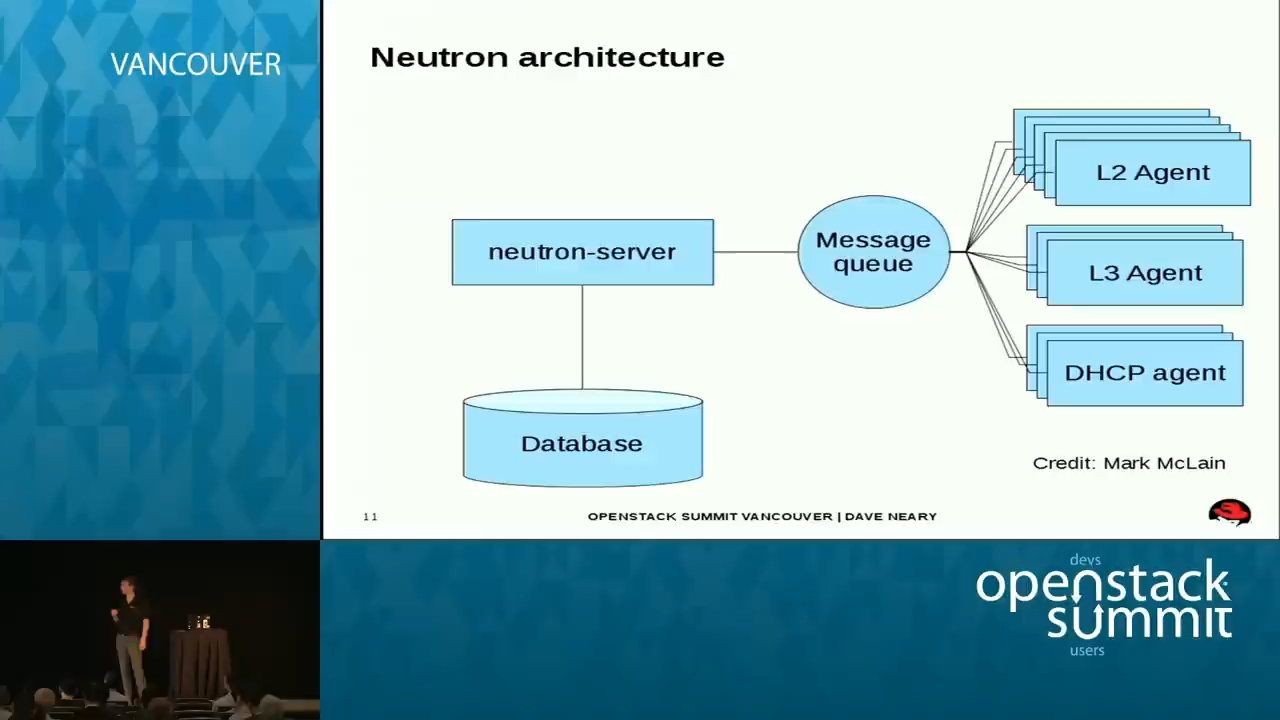 VANCOUVER
Neutron architecture
L2 Agent
neutron-server
Message
queue
L3 Agent
DHCP agent
Database
Credit: Mark McLain
11
OPENSTACK SUMMIT VANCOUVER | DAVE NEARY
devs
openstack
summit
users